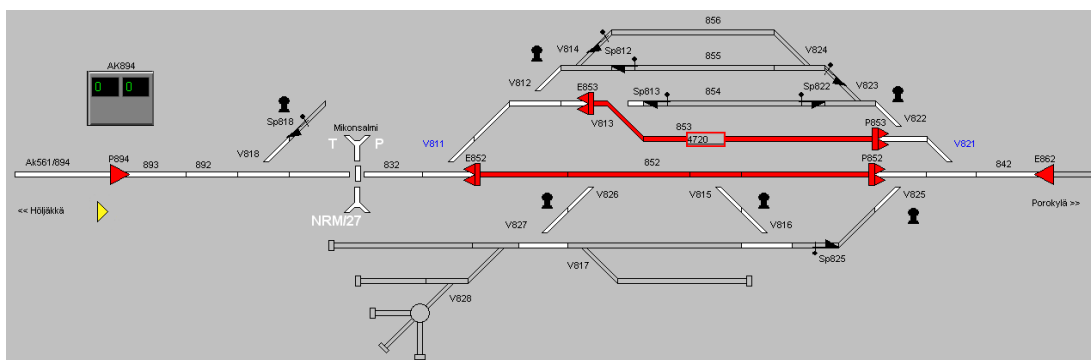 856
V814
Sp812
V824
AK894
0 0
855
V812
V823
E853
Sp813
Sp822
854
Sp818
Mikonsalmi
T P
V813
853
4720
P853
V822
V811
V821
V818
Ak561/894
P894
893
892
832
E852
852
P852
842
E862
<< Höljäkkä
NRM/27
V826
V815
V825
Porokylä >>
V827
V816
V817
Sp825
V828